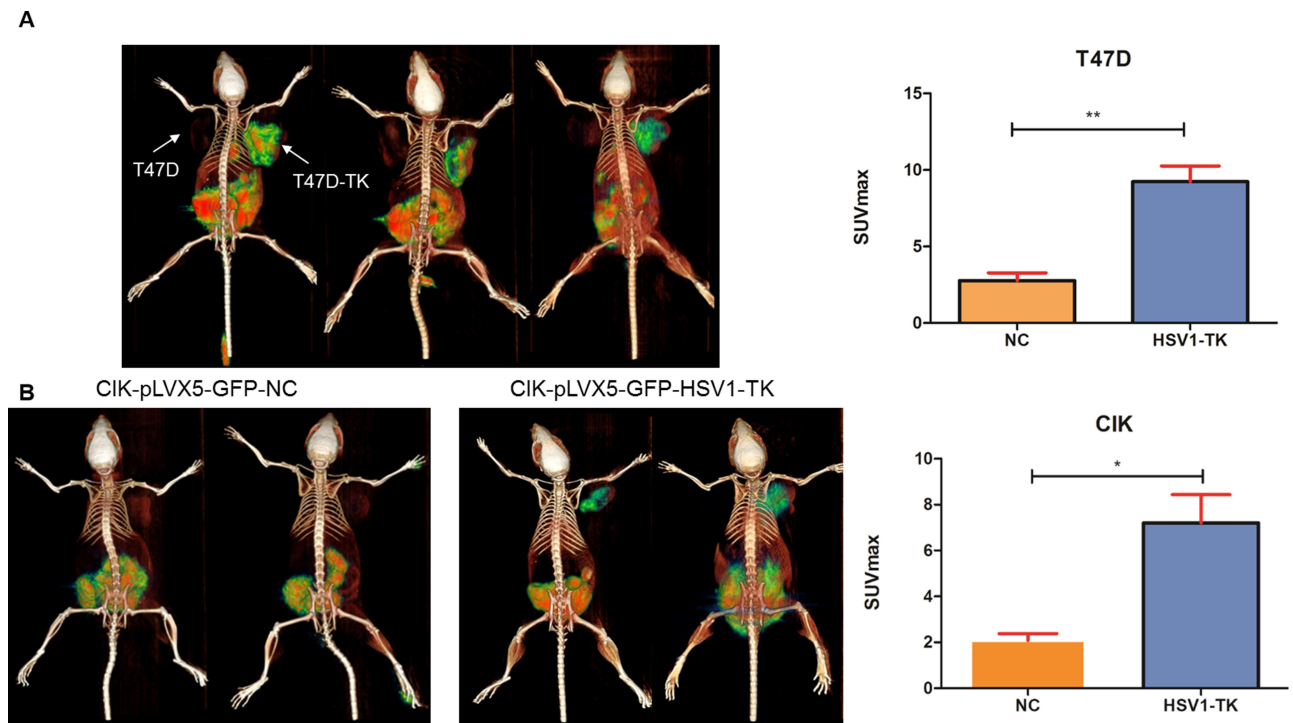 A
T47D
T47D-TK
T47D
15
10
5
0
SUVmax
**
NC
HSV1-TK
B
CIK-pLVX5-GFP-NC
CIK-pLVX5-GFP-HSV1-TK
CIK
10
8
6
4
2
0
SUVmax
*
NC
HSV1-TK